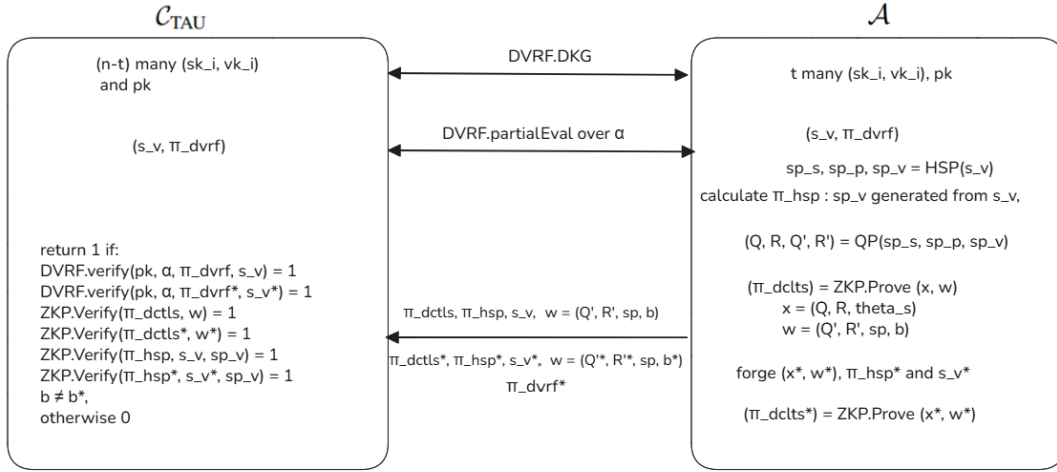 C_TAU
A
(n-t) many (sk_i, vk_i)
and pk
DVRF.DKG
t many (sk_i, vk_i), pk
(s_v, π_dvrf)
DVRF.partialEval over α
(s_v, π_dvrf)
sp_s, sp_p, sp_v = HSP(s_v)
calculate π_hsp : sp_v generated from s_v,
(Q, R, Q', R') = QP(sp_s, sp_p, sp_v)
return 1 if:
DVRF.verify(pk, α, π_dvrf, s_v) = 1
DVRF.verify(pk, α, π_dvrf*, s_v*) = 1
ZKP.Verify(π_dctls, w) = 1
ZKP.Verify(π_dctls*, w*) = 1
ZKP.Verify(π_hsp, s_v, sp_v) = 1
ZKP.Verify(π_hsp*, s_v*, sp_v) = 1
b ≠ b*,
otherwise 0
π_dctls, π_hsp, s_v, w = (Q', R', sp, b)
π_dctls*, π_hsp*, s_v*, w = (Q'*, R'*, sp, b*)
π_dvrf*
(π_dclts) = ZKP.Prove (x, w)
x = (Q, R, theta_s)
w = (Q', R', sp, b)
forge (x*, w*), π_hsp* and s_v*
(π_dclts*) = ZKP.Prove (x*, w*)